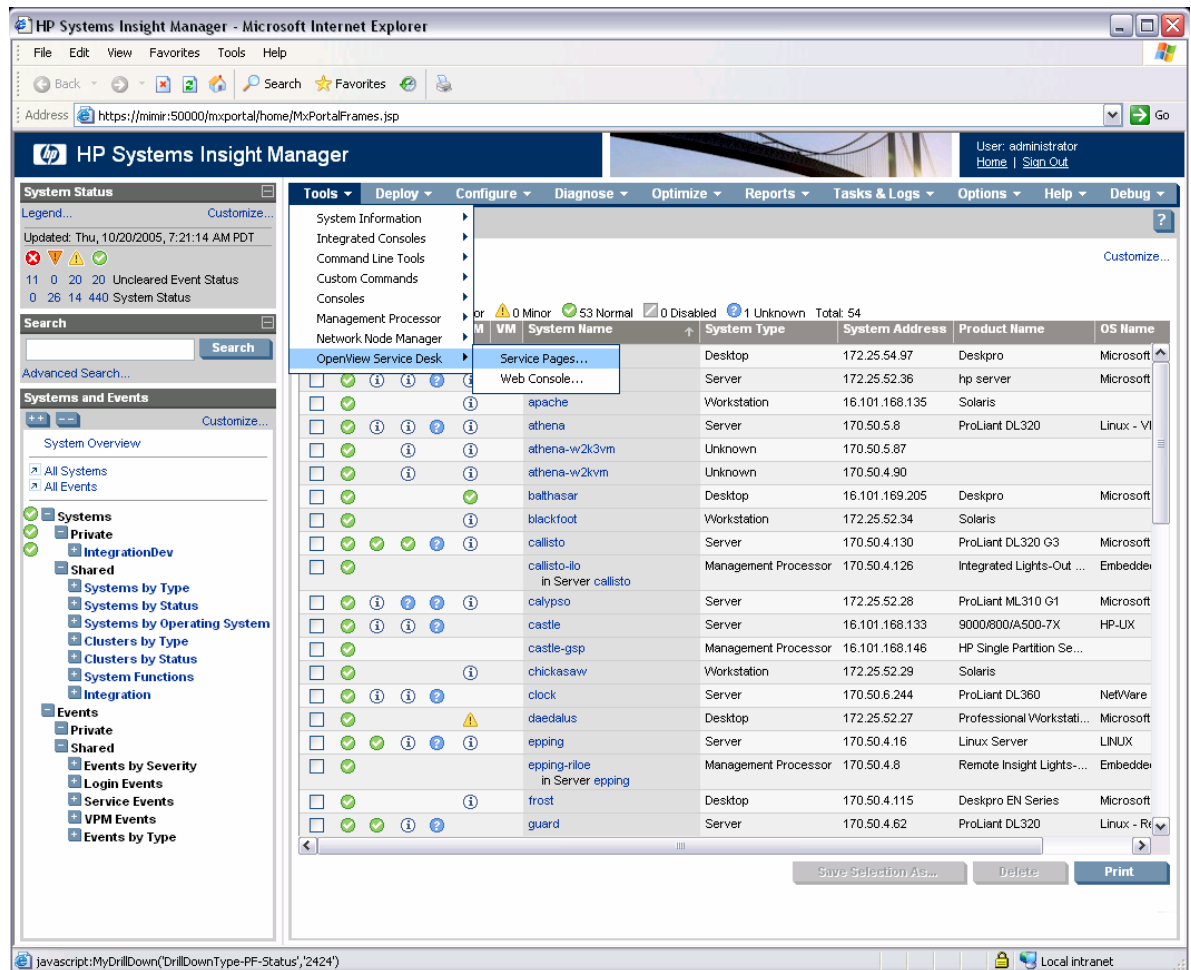 HP Systems Insight Manager - Microsoft Internet Explorer
File Edit View Favorites Tools Help
Back Search Favorites
Address https://mimir:50000/mxportal/home/MxPortalFrames.jsp Go
hp HP Systems Insight Manager
User: administrator
Home | Sign Out
System Status
Legend... Customize...
Updated: Thu, 10/20/2005, 7:21:14 AM PDT
11 0 20 20 Uncleared Event Status
0 26 14 440 System Status
Search
Search
Advanced Search...
Systems and Events
Customize...
System Overview
All Systems
All Events
Systems
Private
IntegrationDev
Shared
Systems by Type
Systems by Status
Systems by Operating System
Clusters by Type
Clusters by Status
System Functions
Integration
Events
Private
Shared
Events by Severity
Login Events
Service Events
VPM Events
Events by Type
Tools Deploy Configure Diagnose Optimize Reports Tasks & Logs Options Help Debug
System Information
Integrated Consoles
Command Line Tools
Custom Commands
Consoles
Management Processor
Network Node Manager
OpenView Service Desk
Service Pages...
Web Console...
?
Customize...
or 0 Minor 53 Normal 0 Disabled 1 Unknown Total: 54
M VM System Name System Type System Address Product Name OS Name
Desktop 172.25.54.97 Deskpro Microsoft
Server 172.25.52.36 hp server Microsoft
apache Workstation 16.101.168.135 Solaris
athena Server 170.50.5.8 ProLiant DL320 Linux - VI
athena-w2k3vm Unknown 170.50.5.87
athena-w2kvm Unknown 170.50.4.90
balthasar Desktop 16.101.169.205 Deskpro Microsoft
blackfoot Workstation 172.25.52.34 Solaris
callisto Server 170.50.4.130 ProLiant DL320 G3 Microsoft
callisto-ilo Management Processor 170.50.4.126 Integrated Lights-Out ... Embedde
in Server callisto
calypso Server 172.25.52.28 ProLiant ML310 G1 Microsoft
castle Server 16.101.168.133 9000/800/A500-7X HP-UX
castle-gsp Management Processor 16.101.168.146 HP Single Partition Se...
chickasaw Workstation 172.25.52.29 Solaris
clock Server 170.50.6.244 ProLiant DL360 NetWare
daedalus Desktop 172.25.52.27 Professional Workstati... Microsoft
epping Server 170.50.4.16 Linux Server LINUX
epping-riloe Management Processor 170.50.4.8 Remote Insight Lights-... Embedde
in Server epping
frost Desktop 170.50.4.115 Deskpro EN Series Microsoft
guard Server 170.50.4.62 ProLiant DL320 Linux - Re
Save Selection As... Delete Print
javascript:MyDrillDown('DrillDownType-PF-Status','2424') Local intranet